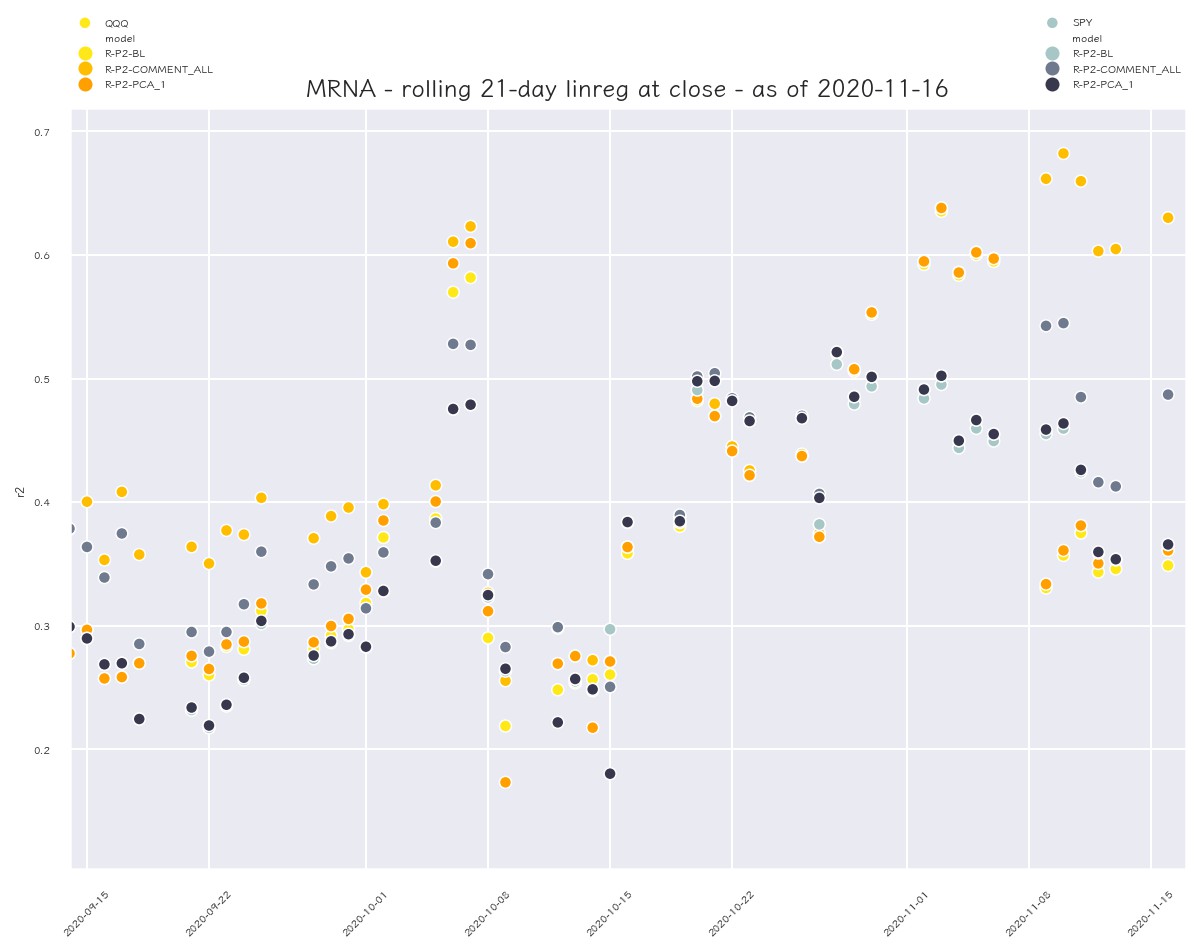 QQQ
model
R-P2-BL
R-P2-COMMENT_ALL
R-P2-PCA_1
SPY
model
R-P2-BL
R-P2-COMMENT_ALL
R-P2-PCA_1
MRNA - rolling 21-day linreg at close - as of 2020-11-16
0.7
0.6
0.5
0.4
0.3
0.2
r2
2020-09-15
2020-09-22
2020-10-01
2020-10-08
2020-10-15
2020-10-22
2020-11-01
2020-11-08
2020-11-15